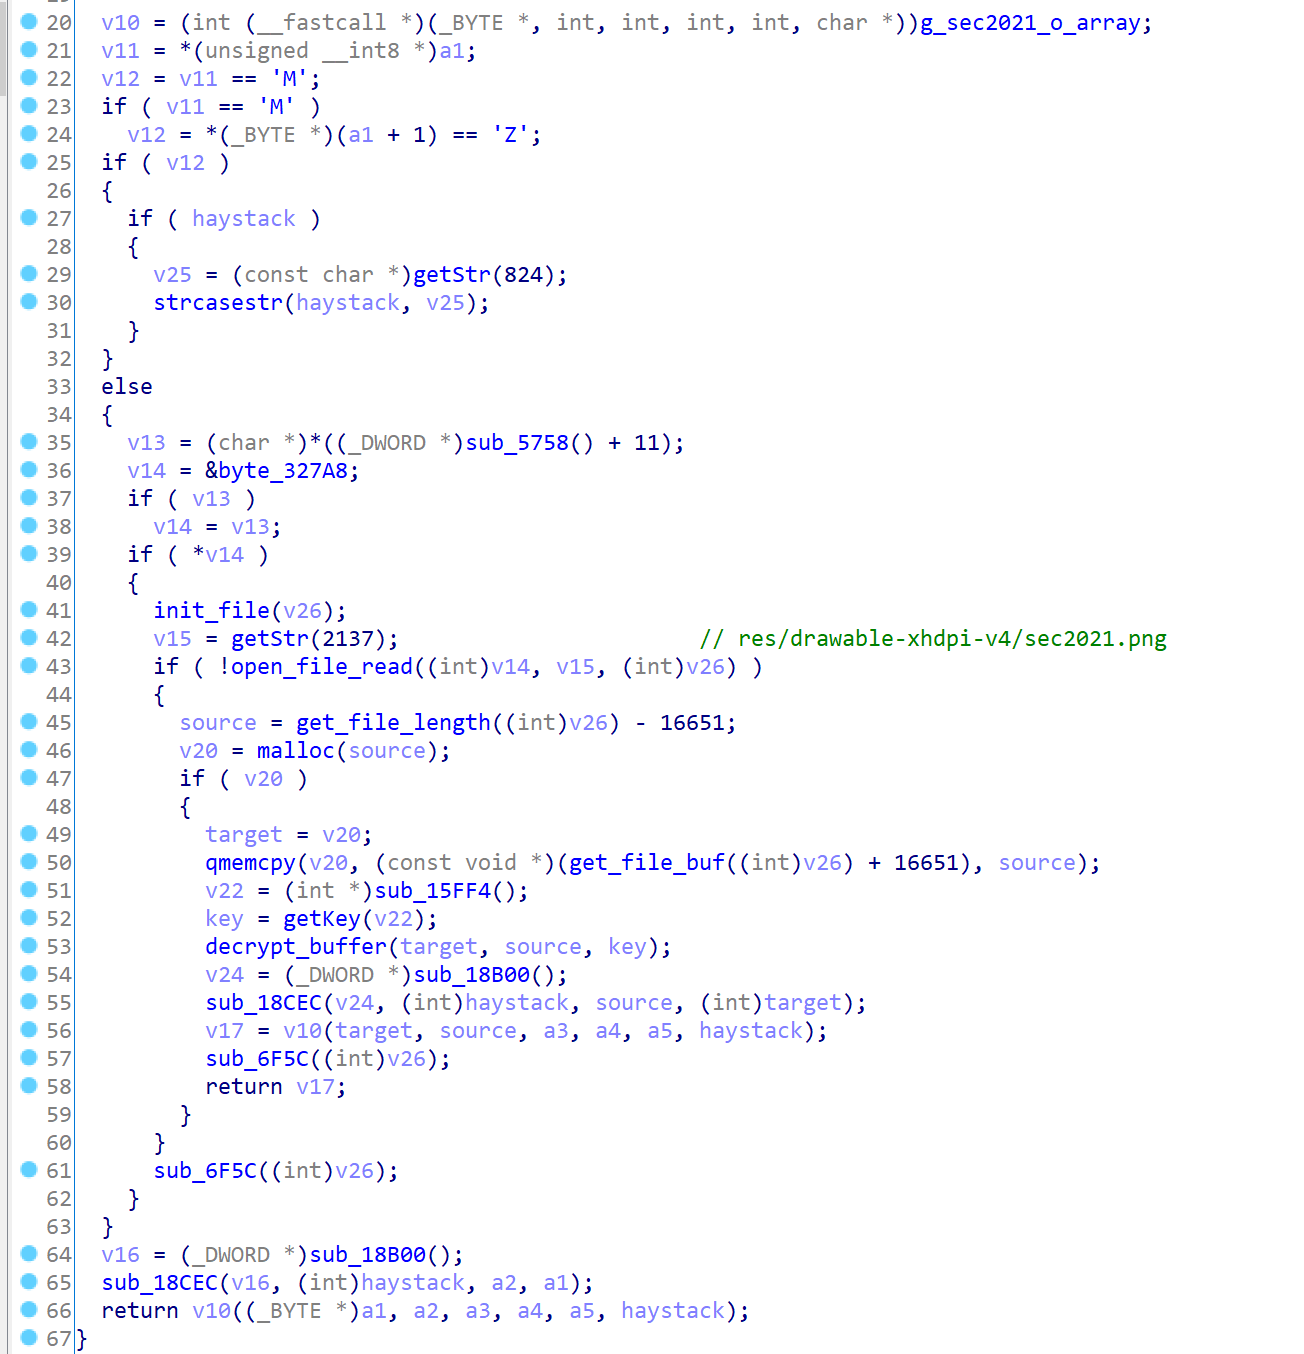 20 v10 = (int (__fastcall *)(_BYTE *, int, int, int, int, char *))g_sec2021_o_array;
21 v11 = *(unsigned __int8 *)a1;
22 v12 = v11 == 'M';
23 if ( v11 == 'M' )
24 v12 = *(_BYTE *)(a1 + 1) == 'Z';
25 if ( v12 )
26 {
27 if ( haystack )
28 {
29 v25 = (const char *)getStr(824);
30 strcasestr(haystack, v25);
31 }
32 }
33 else
34 {
35 v13 = (char *)*((_DWORD *)sub_5758() + 11);
36 v14 = &byte_327A8;
37 if ( v13 )
38 v14 = v13;
39 if ( *v14 )
40 {
41 init_file(v26);
42 v15 = getStr(2137); // res/drawable-xhdpi-v4/sec2021.png
43 if ( !open_file_read((int)v14, v15, (int)v26) )
44 {
45 source = get_file_length((int)v26) - 16651;
46 v20 = malloc(source);
47 if ( v20 )
48 {
49 target = v20;
50 qmemcpy(v20, (const void *)(get_file_buf((int)v26) + 16651), source);
51 v22 = (int *)sub_15FF4();
52 key = getKey(v22);
53 decrypt_buffer(target, source, key);
54 v24 = (_DWORD *)sub_18B00();
55 sub_18CEC(v24, (int)haystack, source, (int)target);
56 v17 = v10(target, source, a3, a4, a5, haystack);
57 sub_6F5C((int)v26);
58 return v17;
59 }
60 }
61 sub_6F5C((int)v26);
62 }
63 }
64 v16 = (_DWORD *)sub_18B00();
65 sub_18CEC(v16, (int)haystack, a2, a1);
66 return v10((_BYTE *)a1, a2, a3, a4, a5, haystack);
67 }